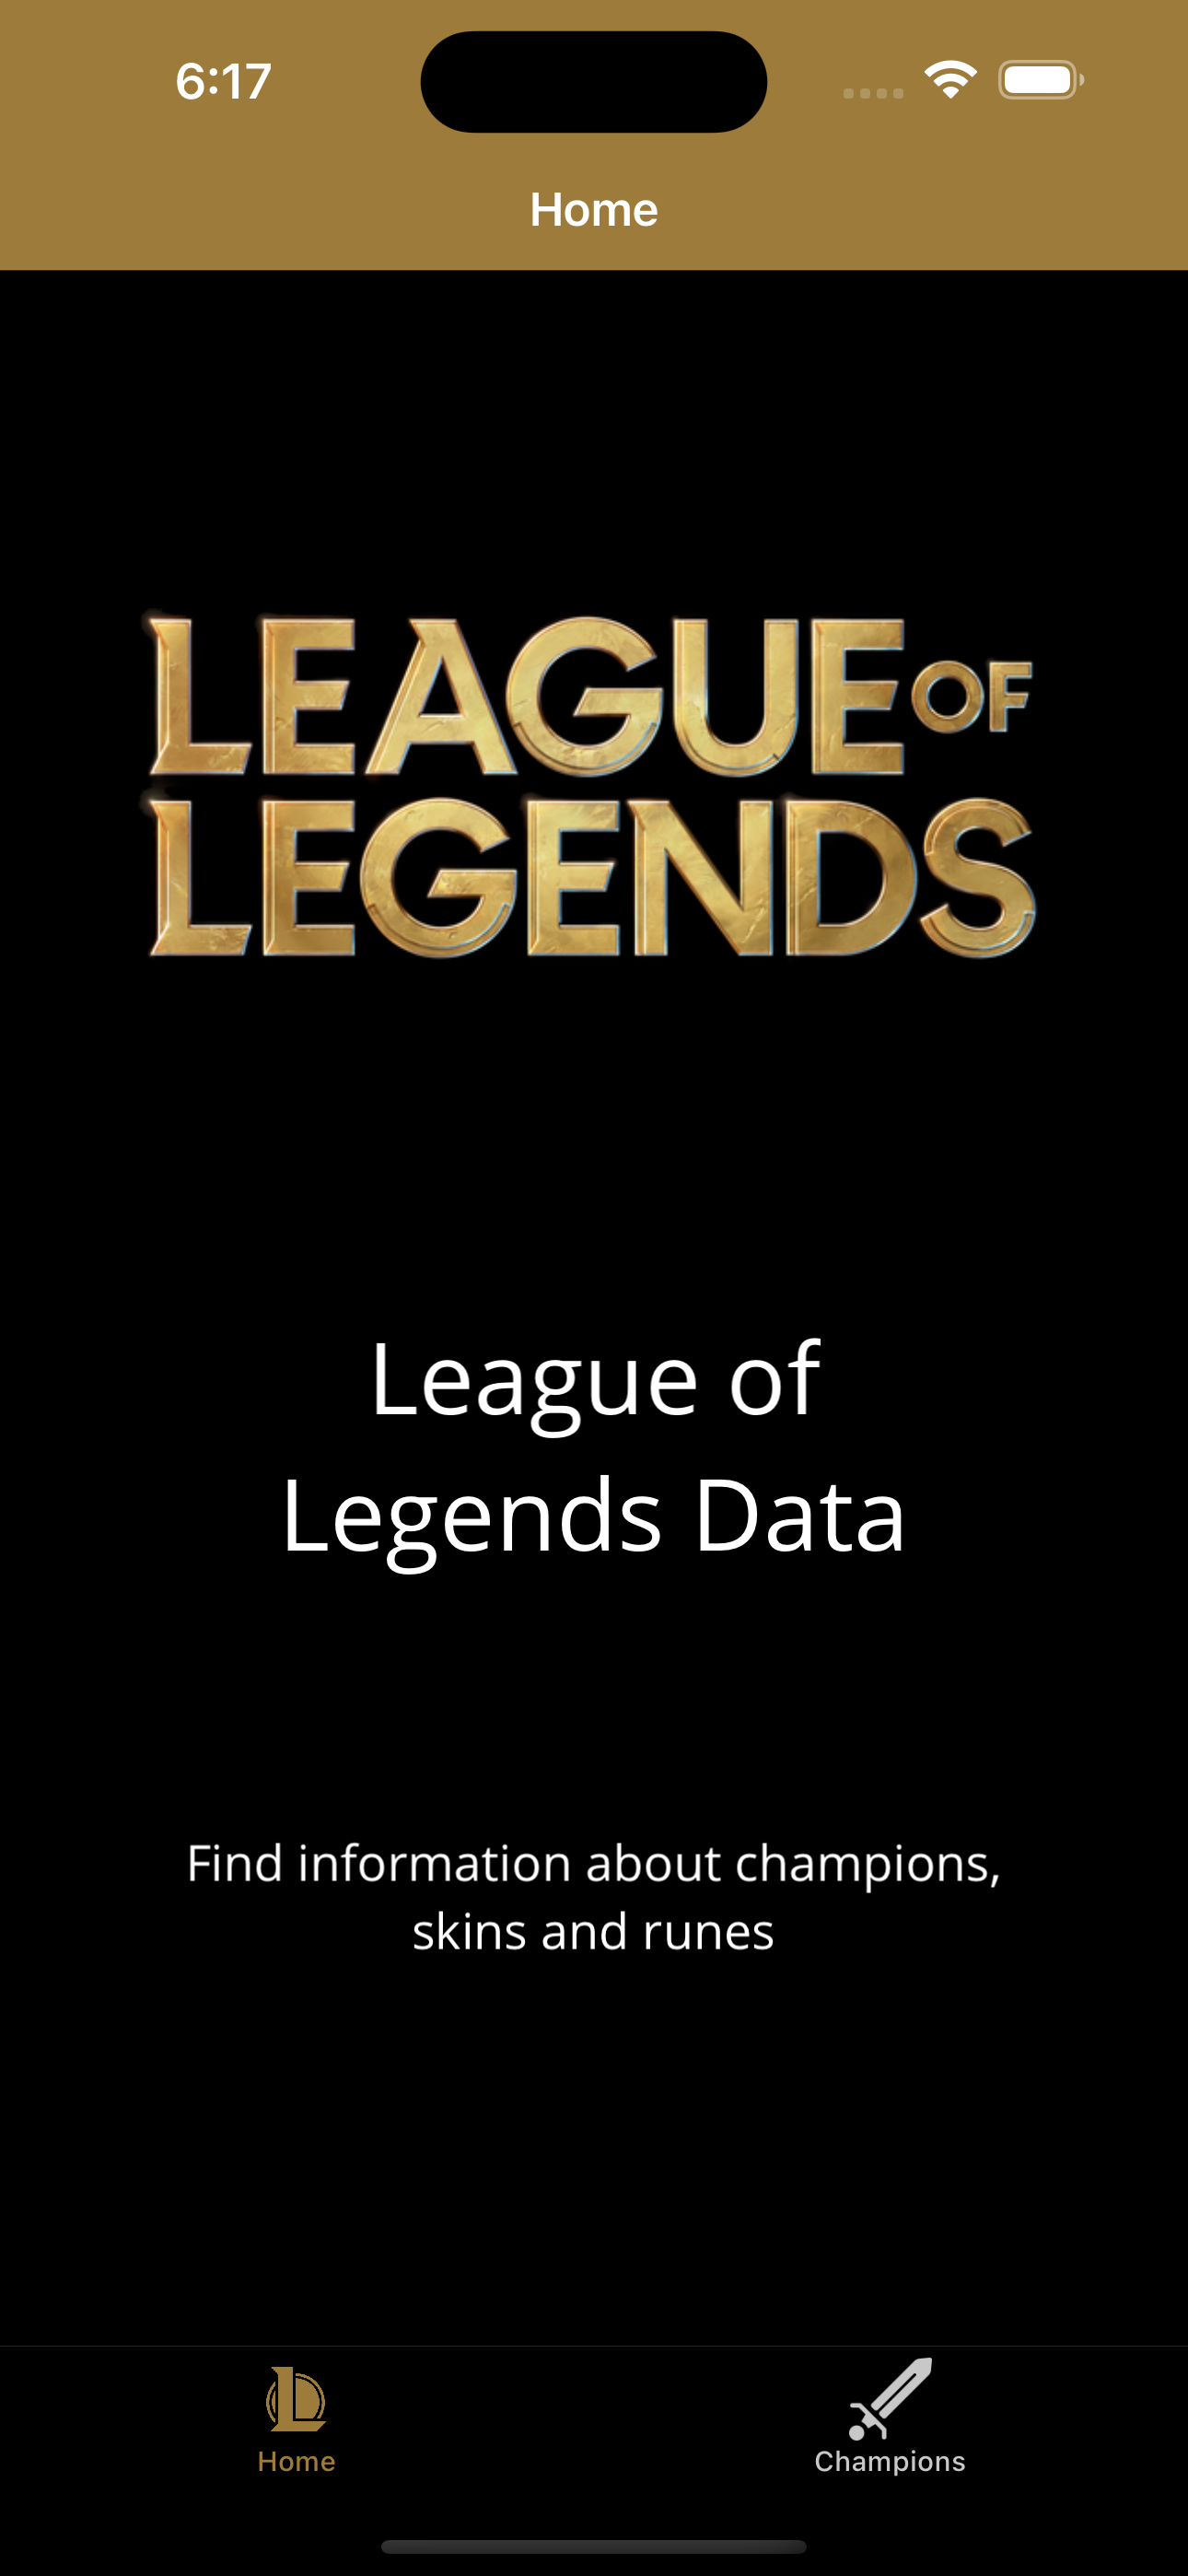 6:17
Home
LEAGUE OF
LEGENDS
League of
Legends Data
Find information about champions,
skins and runes
Home
Champions